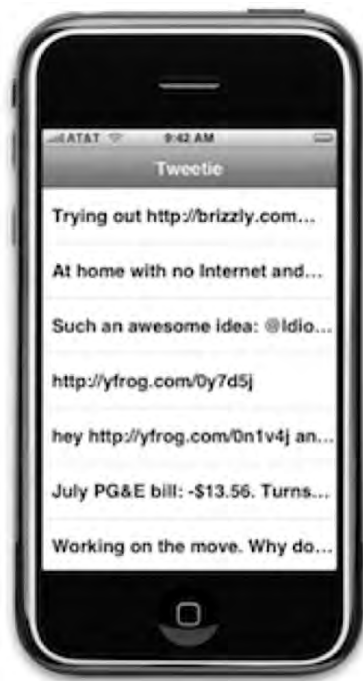 AT&T 9:42 AM
Tweetie
Trying out http://brizzly.com...
At home with no Internet and...
Such an awesome idea: @Idio...
http://yfrog.com/0y7d5j
hey http://yfrog.com/0n1v4j an...
July PG&E bill: -$13.56. Turns...
Working on the move. Why do...